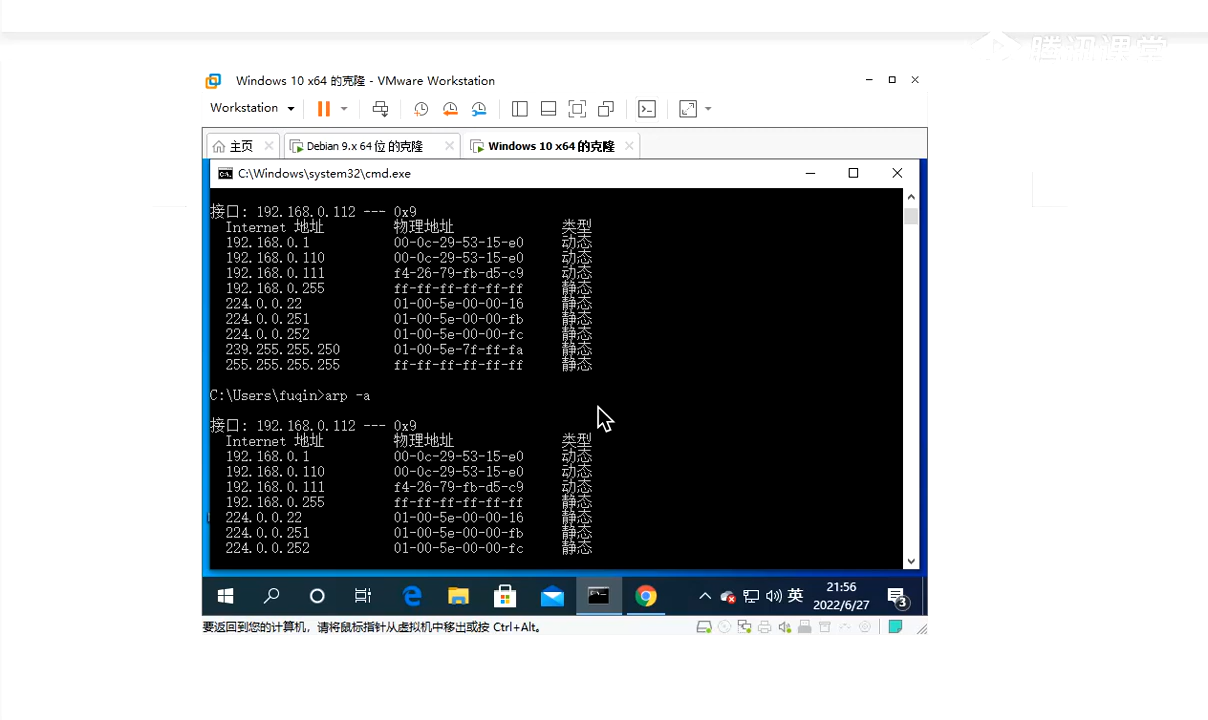 腾讯课堂
Windows 10 x64 的克隆 - VMware Workstation
Workstation
主页
Debian 9.x 64 位的克隆
Windows 10 x64 的克隆
C:\Windows\system32\cmd.exe
接口: 192.168.0.112 --- 0x9
Internet 地址 物理地址 类型
192.168.0.1 00-0c-29-53-15-e0 动态
192.168.0.110 00-0c-29-53-15-e0 动态
192.168.0.111 f4-26-79-fb-d5-c9 动态
192.168.0.255 ff-ff-ff-ff-ff-ff 静态
224.0.0.22 01-00-5e-00-00-16 静态
224.0.0.251 01-00-5e-00-00-fb 静态
224.0.0.252 01-00-5e-00-00-fc 静态
239.255.255.250 01-00-5e-7f-ff-fa 静态
255.255.255.255 ff-ff-ff-ff-ff-ff 静态
C:\Users\fuqin>arp -a
接口: 192.168.0.112 --- 0x9
Internet 地址 物理地址 类型
192.168.0.1 00-0c-29-53-15-e0 动态
192.168.0.110 00-0c-29-53-15-e0 动态
192.168.0.111 f4-26-79-fb-d5-c9 动态
192.168.0.255 ff-ff-ff-ff-ff-ff 静态
224.0.0.22 01-00-5e-00-00-16 静态
224.0.0.251 01-00-5e-00-00-fb 静态
224.0.0.252 01-00-5e-00-00-fc 静态
英
21:56
2022/6/27
3
要返回到您的计算机，请将鼠标指针从虚拟机中移出或按 Ctrl+Alt。